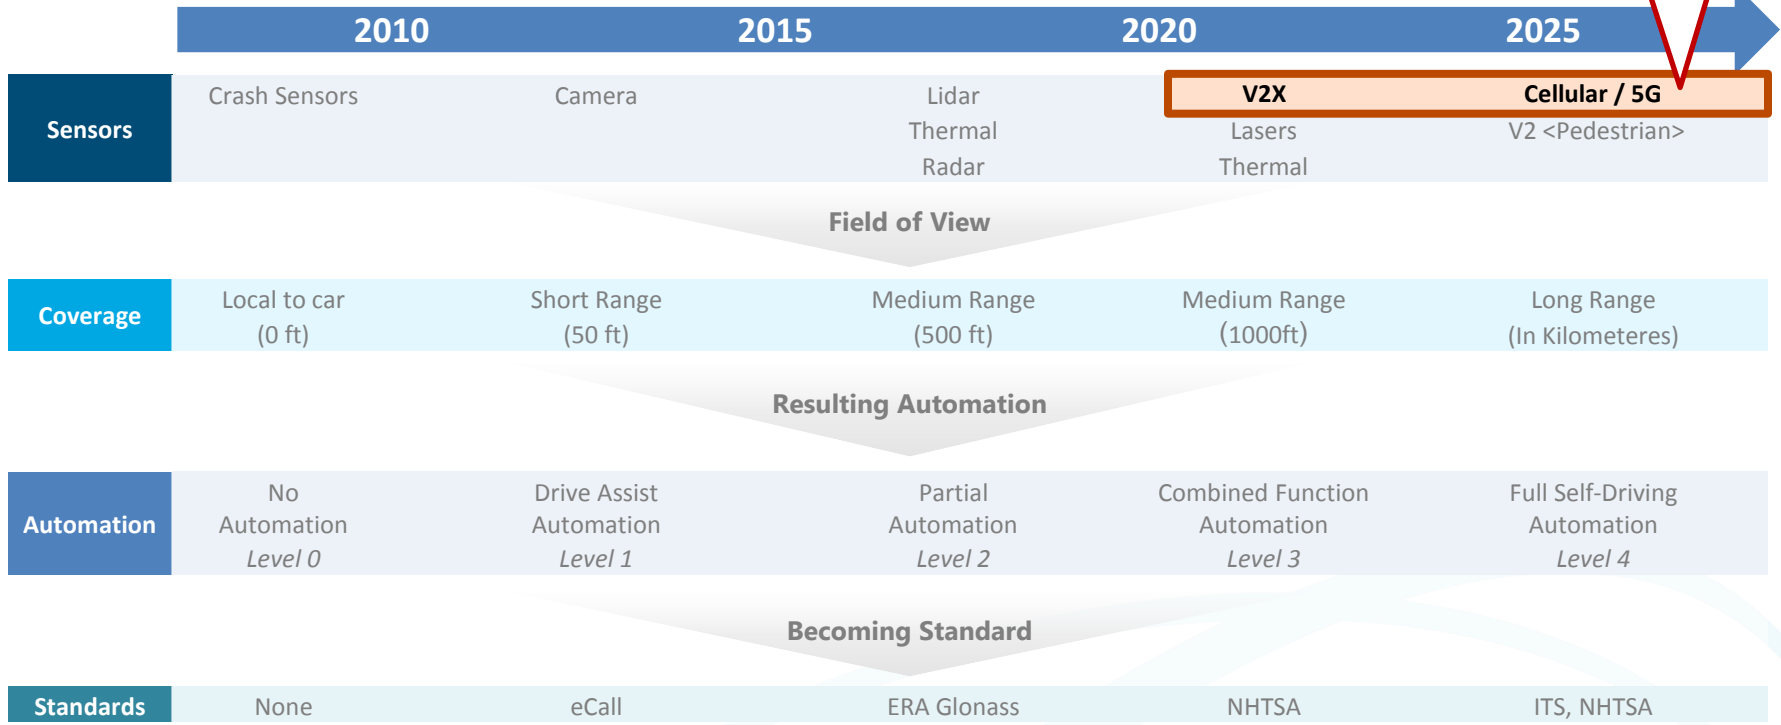 2010 2015 2020 2025
Sensors
Crash Sensors Camera Lidar V2X Cellular / 5G
Thermal Lasers V2 <Pedestrian>
Radar Thermal
Field of View
Coverage
Local to car Short Range Medium Range Medium Range Long Range
(0 ft) (50 ft) (500 ft) (1000ft) (In Kilometeres)
Resulting Automation
Automation
No Drive Assist Partial Combined Function Full Self-Driving
Automation Automation Automation Automation Automation
Level 0 Level 1 Level 2 Level 3 Level 4
Becoming Standard
Standards None eCall ERA Glonass NHTSA ITS, NHTSA